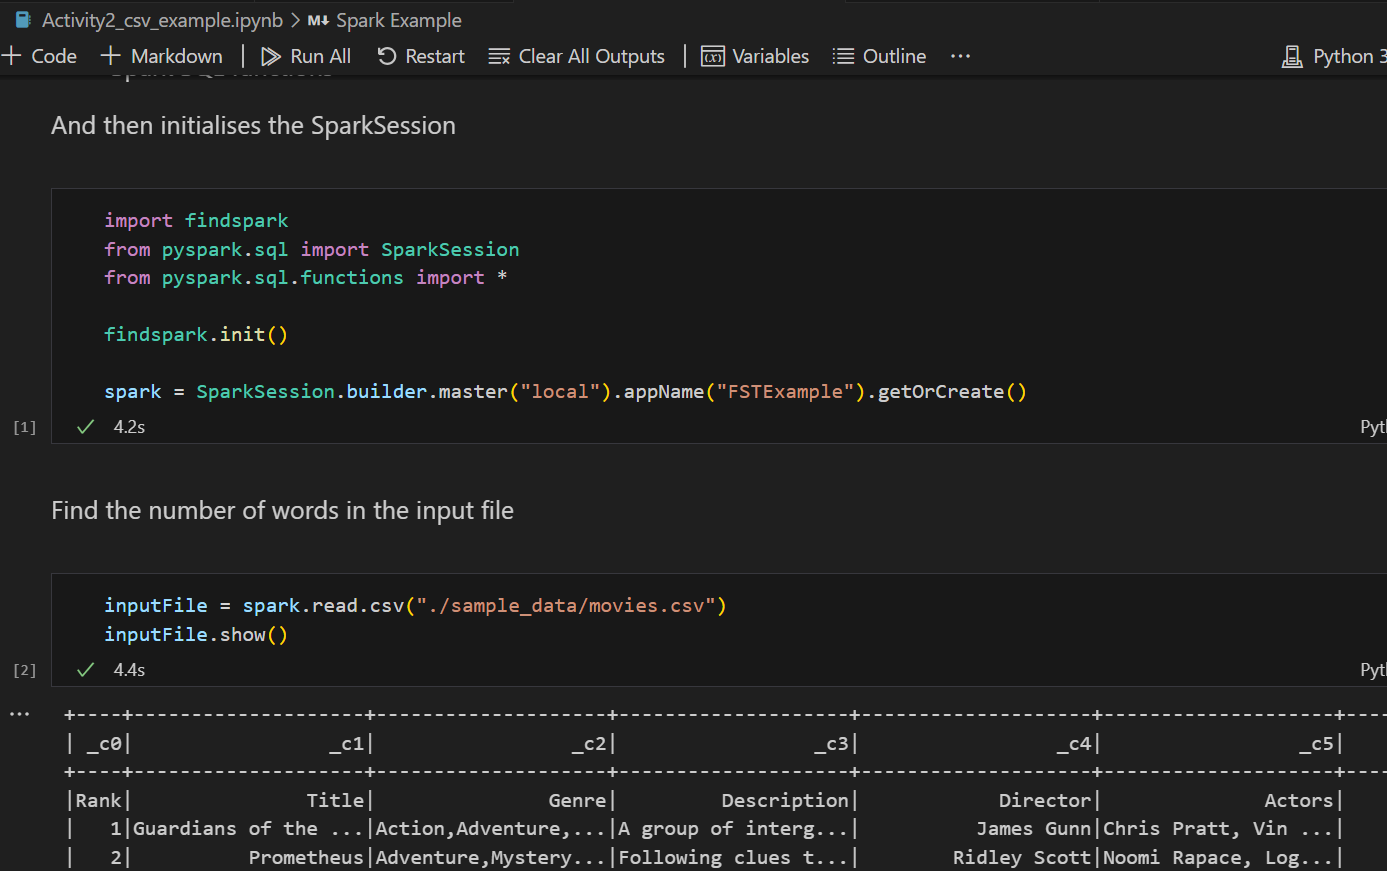 Activity2_csv_example.ipynb > M↓ Spark Example
+ Code + Markdown | Run All Restart Clear All Outputs | Variables Outline ... Python 3
And then initialises the SparkSession
import findspark
from pyspark.sql import SparkSession
from pyspark.sql.functions import *
findspark.init()
spark = SparkSession.builder.master("local").appName("FSTExample").getOrCreate()
[1] ✓ 4.2s Pyt
Find the number of words in the input file
inputFile = spark.read.csv("./sample_data/movies.csv")
inputFile.show()
[2] ✓ 4.4s Pyt
... +----+--------------------+--------------------+--------------------+--------------------+--------------------+----
| _c0|                 _c1|                 _c2|                 _c3|                 _c4|                 _c5|
+----+--------------------+--------------------+--------------------+--------------------+--------------------+----
|Rank|               Title|               Genre|         Description|            Director|              Actors|
|   1|Guardians of the ...|Action,Adventure,...|A group of interg...|          James Gunn|Chris Pratt, Vin ...|
|   2|          Prometheus|Adventure,Mystery...|Following clues t...|        Ridley Scott|Noomi Rapace, Log...|